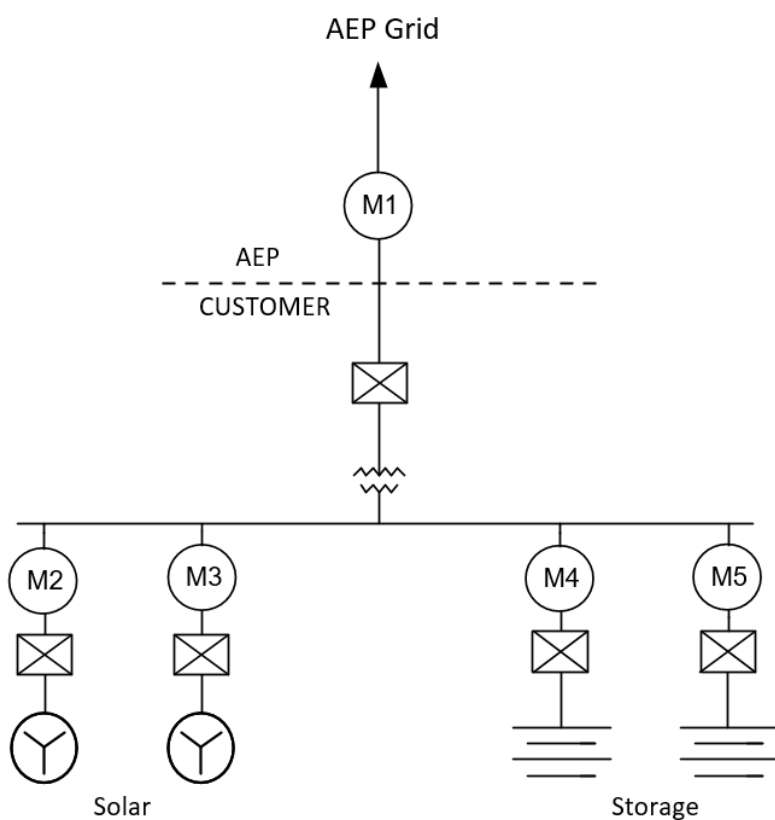 AEP Grid
M1
AEP
CUSTOMER
M2
M3
M4
M5
Solar
Storage